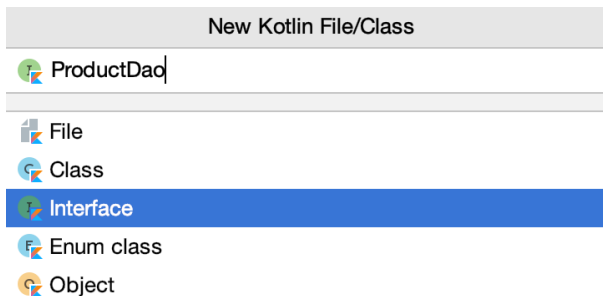 New Kotlin File/Class
ProductDao
File
Class
Interface
Enum class
Object